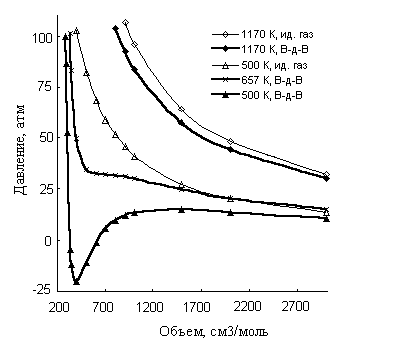 1170 К, ид. газ
1170 К, В-д-В
500 К, ид. газ
657 К, В-д-В
500 К, В-д-В
Давление, атм
100
75
50
25
0
-25
200
700
1200
1700
2200
2700
Объем, см3/моль